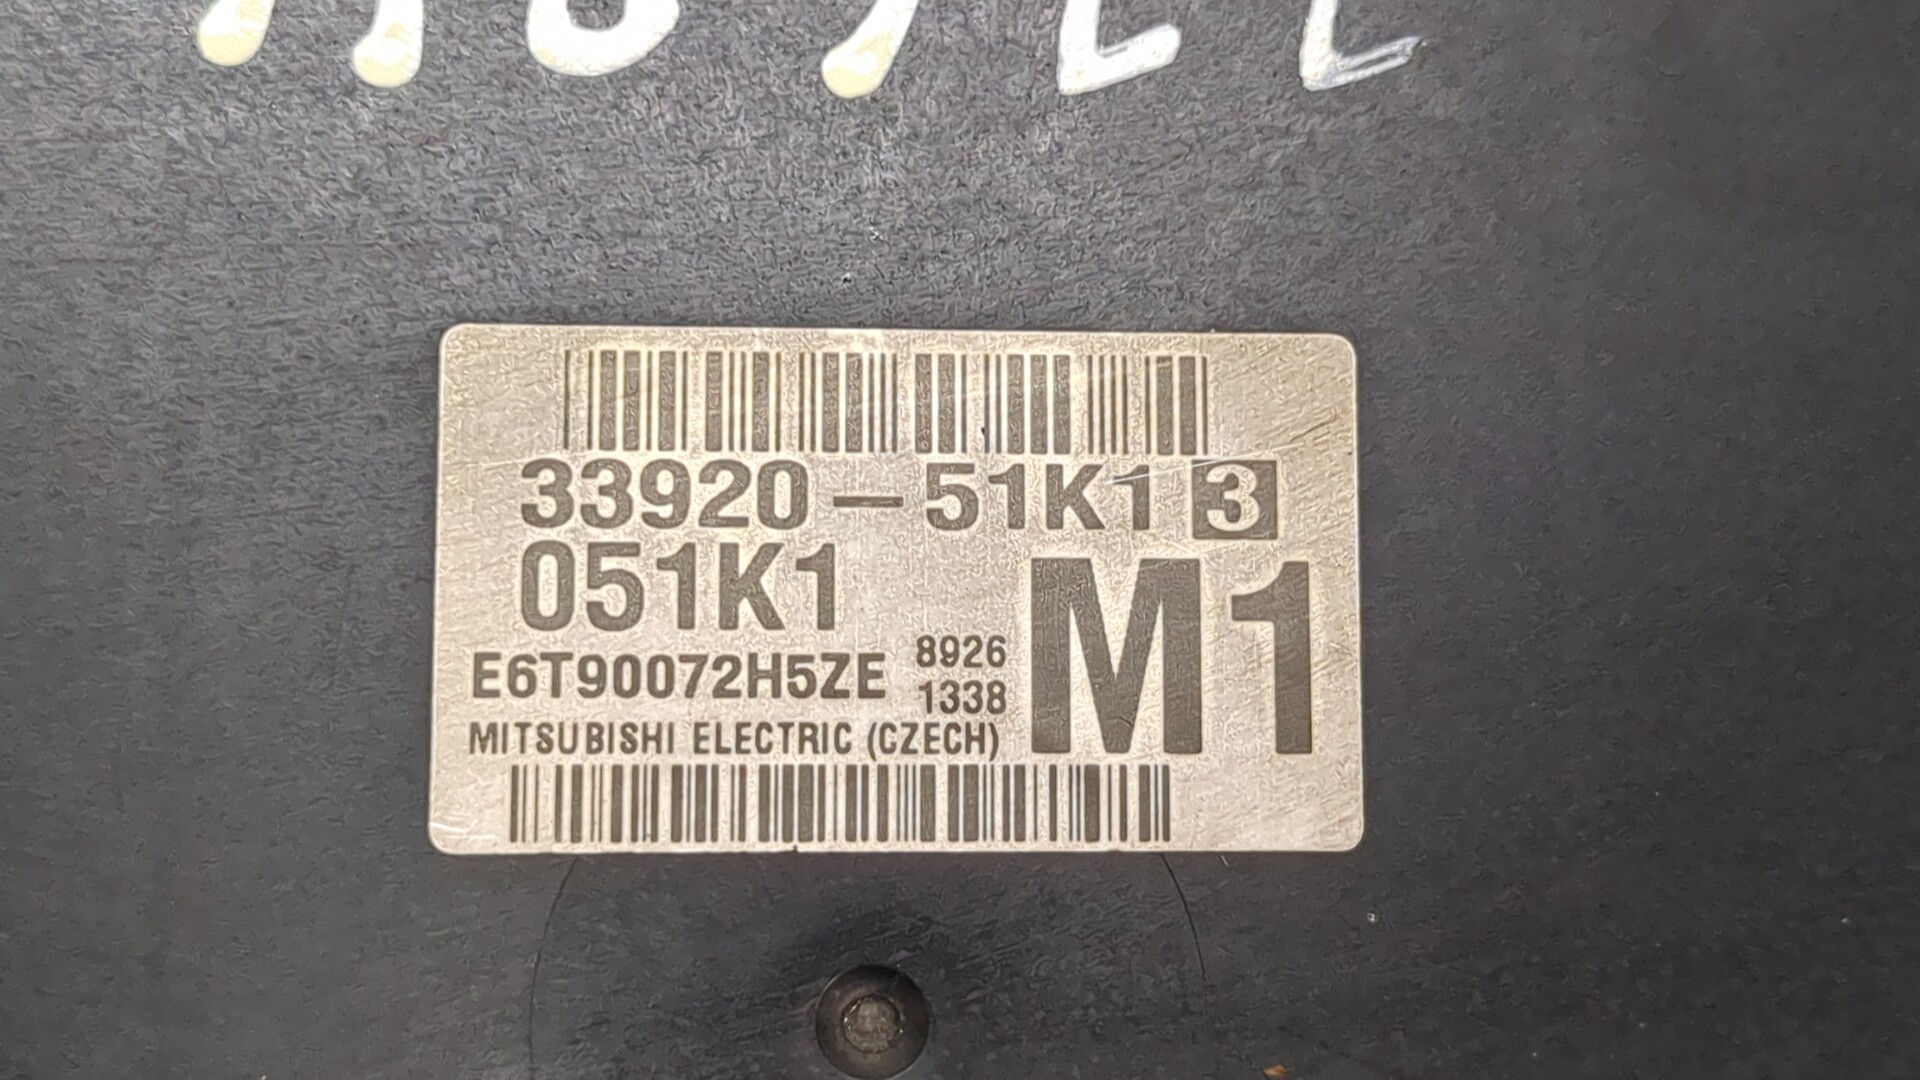 33920-51K1 3
051K1
M1
E6T90072H5ZE
8926
1338
MITSUBISHI ELECTRIC (CZECH)